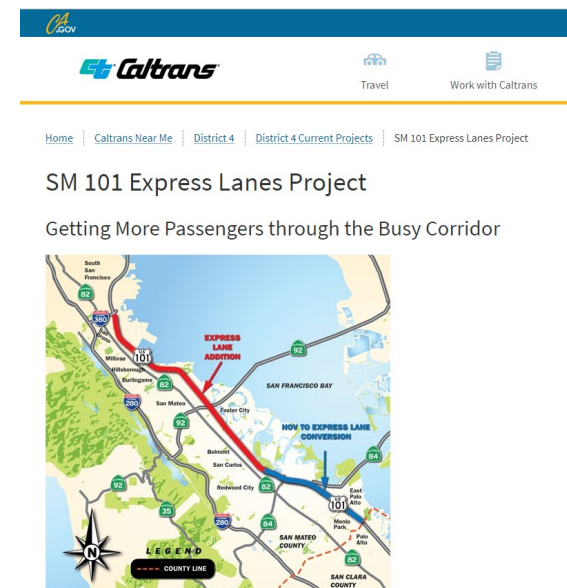 CA.GOV
Caltrans
Travel
Work with Caltrans
Home
Caltrans Near Me
District 4
District 4 Current Projects
SM 101 Express Lanes Project
SM 101 Express Lanes Project
Getting More Passengers through the Busy Corridor
South
San
Francisco
82
380
San
Bruno
US
101
Millbrae
Hillsborough
Burlingame
82
EXPRESS
LANE
ADDITION
92
SAN FRANCISCO BAY
280
San Mateo
Foster City
92
HOV TO EXPRESS LANE
CONVERSION
Belmont
San Carlos
84
92
Redwood City
82
East
Palo
Alto
US
101
35
280
84
Menlo
Park
Palo
Alto
SAN MATEO
COUNTY
82
N
LEGEND
COUNTY LINE
SAN CLARA
COUNTY